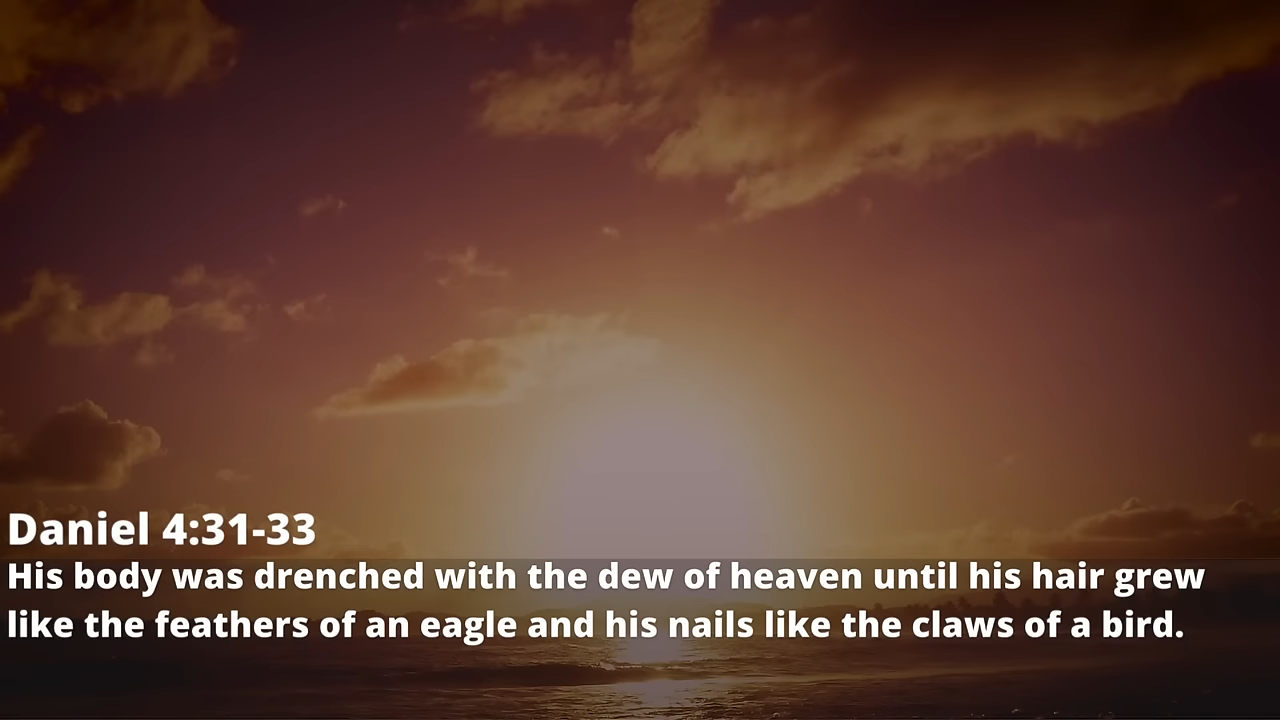 Daniel 4:31-33
His body was drenched with the dew of heaven until his hair grew
like the feathers of an eagle and his nails like the claws of a bird.